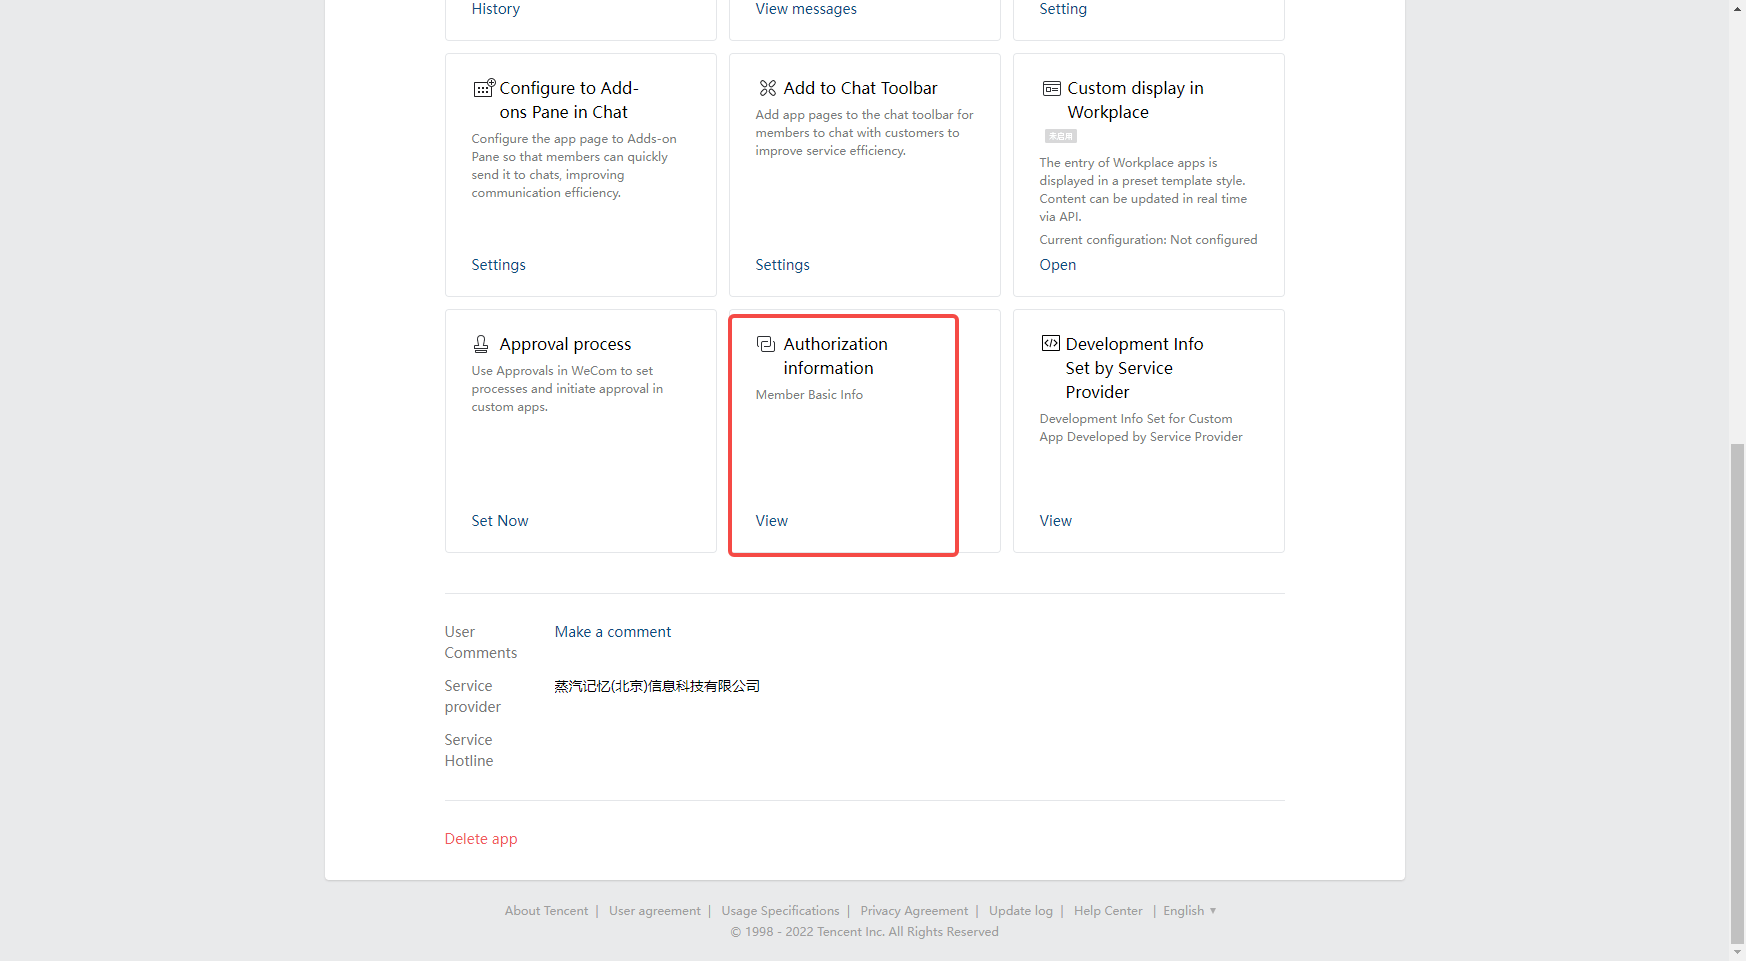 History
View messages
Setting
Configure to Add-
ons Pane in Chat
Configure the app page to Adds-on
Pane so that members can quickly
send it to chats, improving
communication efficiency.
Settings
Add to Chat Toolbar
Add app pages to the chat toolbar for
members to chat with customers to
improve service efficiency.
Settings
Custom display in
Workplace
未启用
The entry of Workplace apps is
displayed in a preset template style.
Content can be updated in real time
via API.
Current configuration: Not configured
Open
Approval process
Use Approvals in WeCom to set
processes and initiate approval in
custom apps.
Set Now
Authorization
information
Member Basic Info
View
Development Info
Set by Service
Provider
Development Info Set for Custom
App Developed by Service Provider
View
User
Comments
Make a comment
Service
provider
蒸汽记忆(北京)信息科技有限公司
Service
Hotline
Delete app
About Tencent | User agreement | Usage Specifications | Privacy Agreement | Update log | Help Center | English ▼
© 1998 - 2022 Tencent Inc. All Rights Reserved